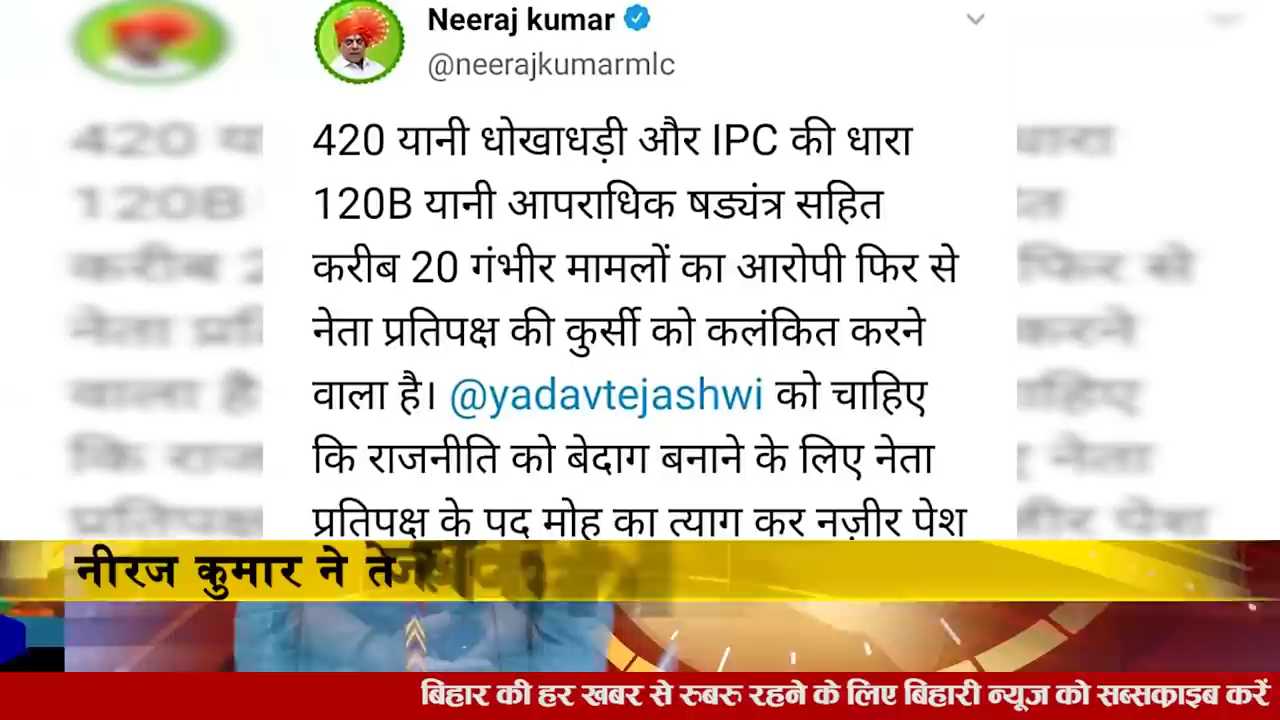 Neeraj kumar
@neerajkumarmlc
420 यानी धोखाधड़ी और IPC की धारा
120B यानी आपराधिक षड्यंत्र सहित
करीब 20 गंभीर मामलों का आरोपी फिर से
नेता प्रतिपक्ष की कुर्सी को कलंकित करने
वाला है। @yadavtejashwi को चाहिए
कि राजनीति को बेदाग बनाने के लिए नेता
प्रतिपक्ष के पद मोह का त्याग कर नज़ीर पेश
नीरज कुमार ने
बिहार की हर खबर से रुबरु रहने के लिए बिहारी न्यूज को सब्सक्राइब करें